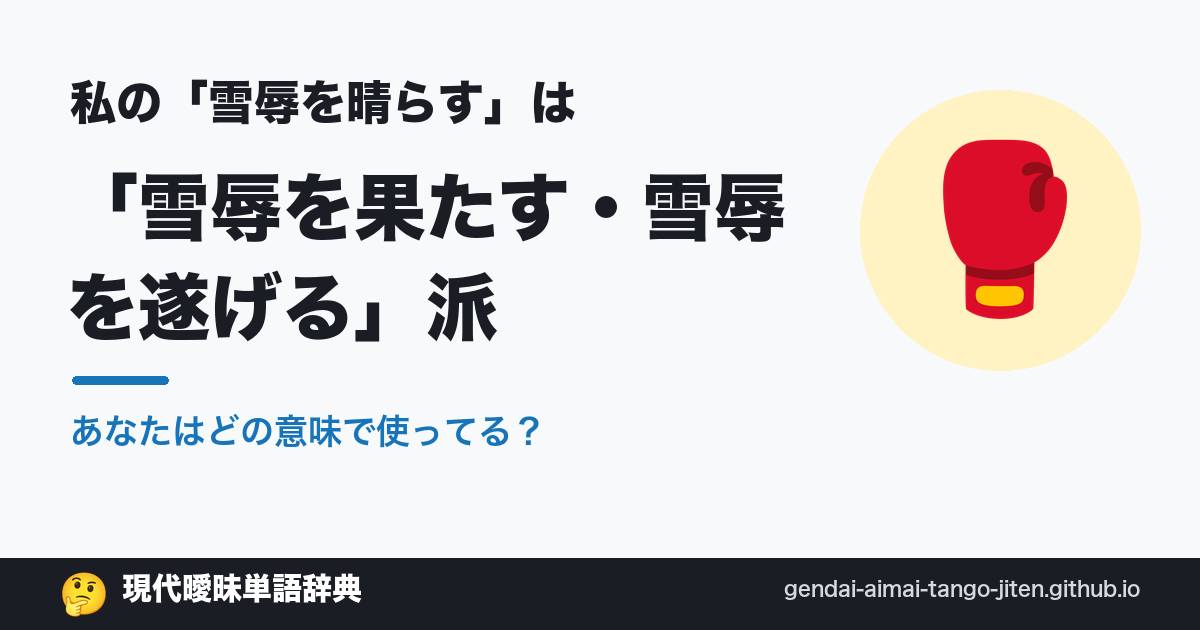 私の「雪辱を晴らす」は
「雪辱を果たす・雪辱
を遂げる」派
あなたはどの意味で使ってる？
現代曖昧単語辞典
gendai-aimai-tango-jiten.github.io